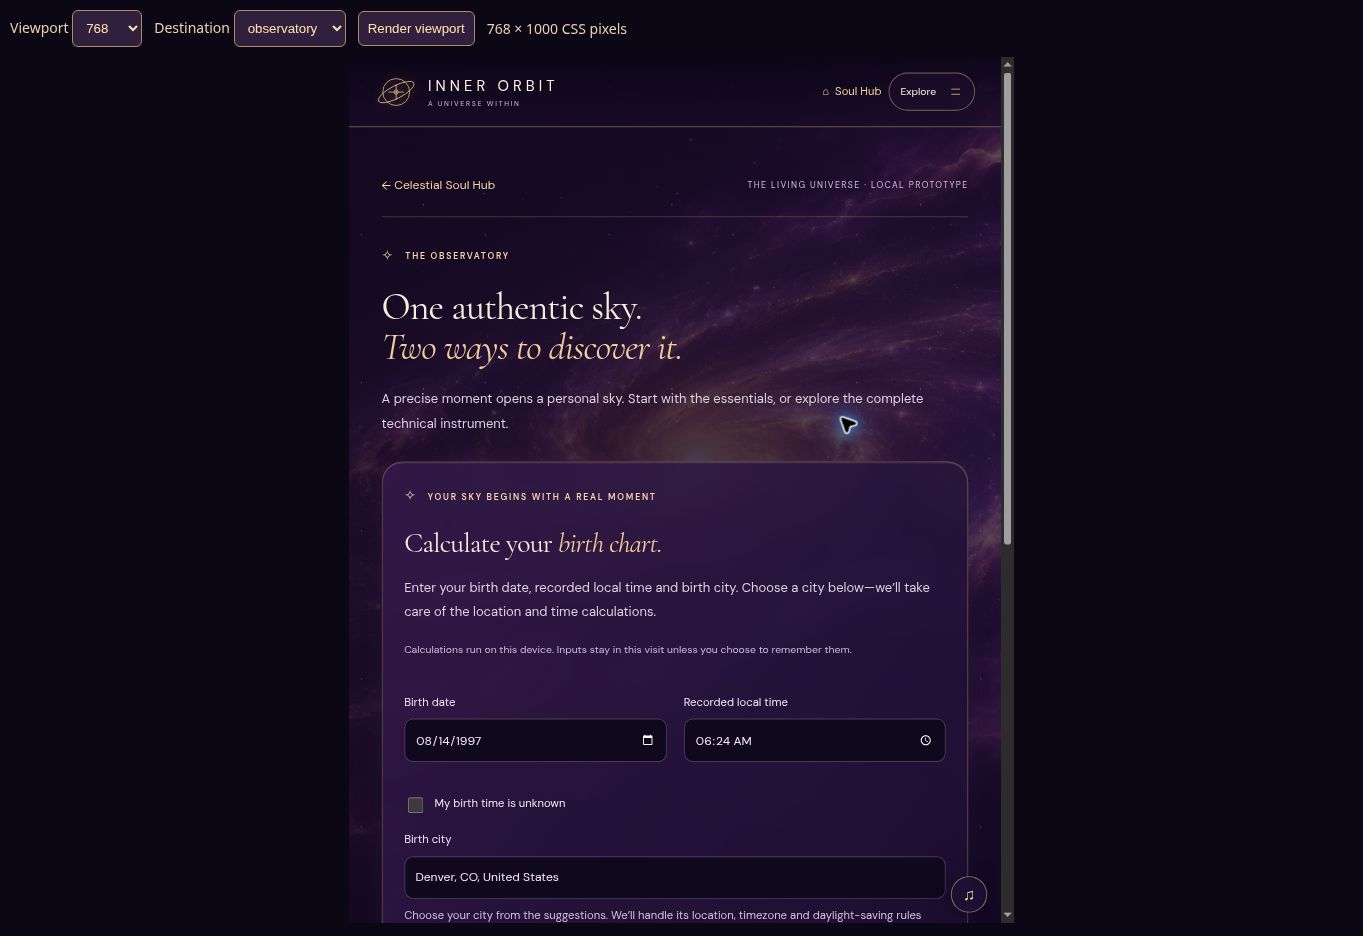 Viewport 768 Destination observatory Render viewport 768 × 1000 CSS pixels
INNER ORBIT
A UNIVERSE WITHIN
Soul Hub Explore
← Celestial Soul Hub
THE LIVING UNIVERSE · LOCAL PROTOTYPE
THE OBSERVATORY
One authentic sky.
Two ways to discover it.
A precise moment opens a personal sky. Start with the essentials, or explore the complete
technical instrument.
YOUR SKY BEGINS WITH A REAL MOMENT
Calculate your birth chart.
Enter your birth date, recorded local time and birth city. Choose a city below—we’ll take
care of the location and time calculations.
Calculations run on this device. Inputs stay in this visit unless you choose to remember them.
Birth date Recorded local time
08/14/1997 06:24 AM
My birth time is unknown
Birth city
Denver, CO, United States
Choose your city from the suggestions. We’ll handle its location, timezone and daylight-saving rules